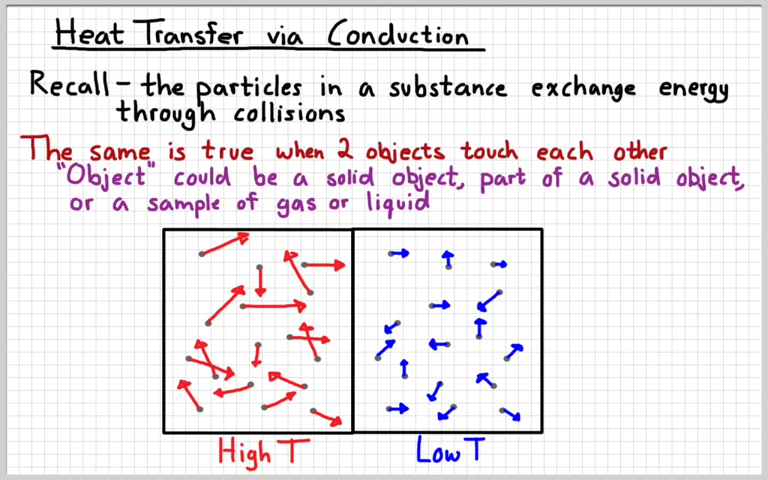 Heat Transfer via Conduction
Recall - the particles in a substance exchange energy
through collisions
The same is true when 2 objects touch each other
"Object" could be a solid object, part of a solid object,
or a sample of gas or liquid
High T
Low T